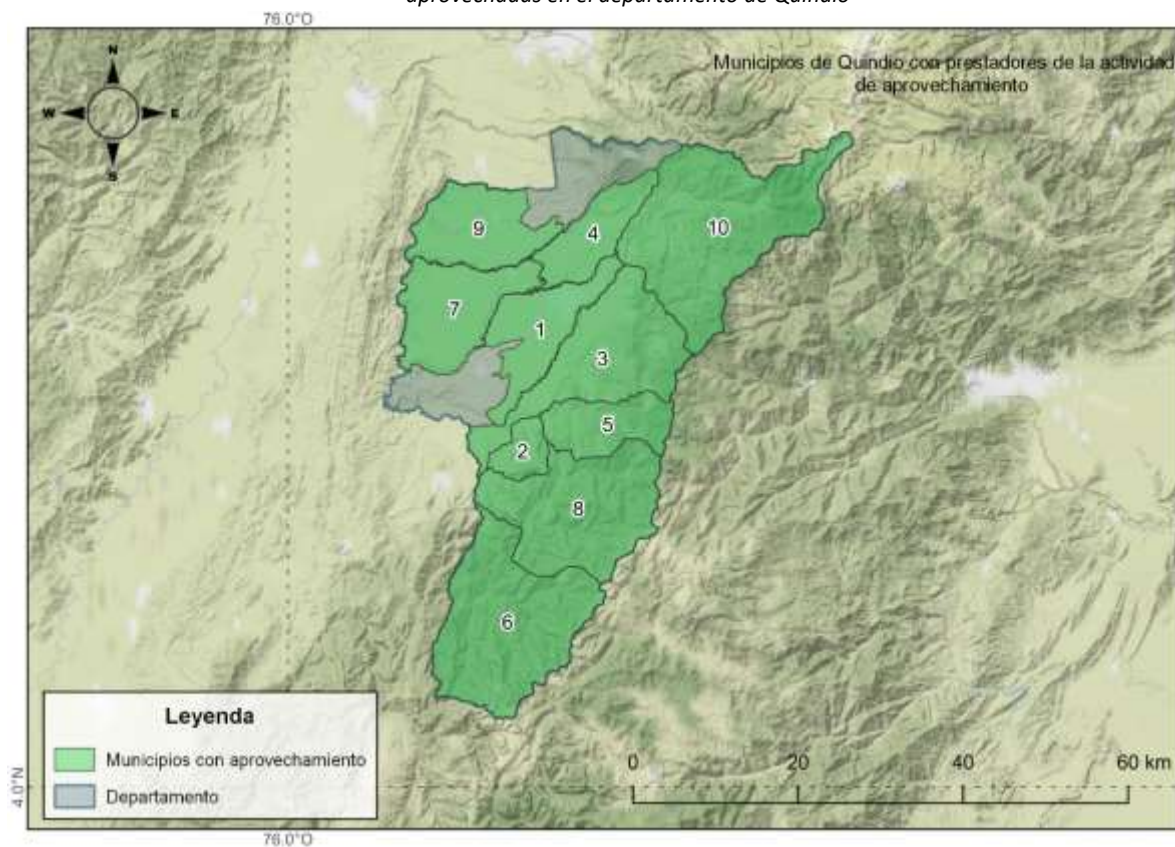 aprovechadas en el departamento de Quindío
76.0°O
Municipios de Quindio con prestadores de la actividad
de aprovechamiento
N
W
E
S
9
4
10
7
1
3
5
2
8
6
Leyenda
Municipios con aprovechamiento
Departamento
0
20
40
60 km
4.0°N
76.0°O